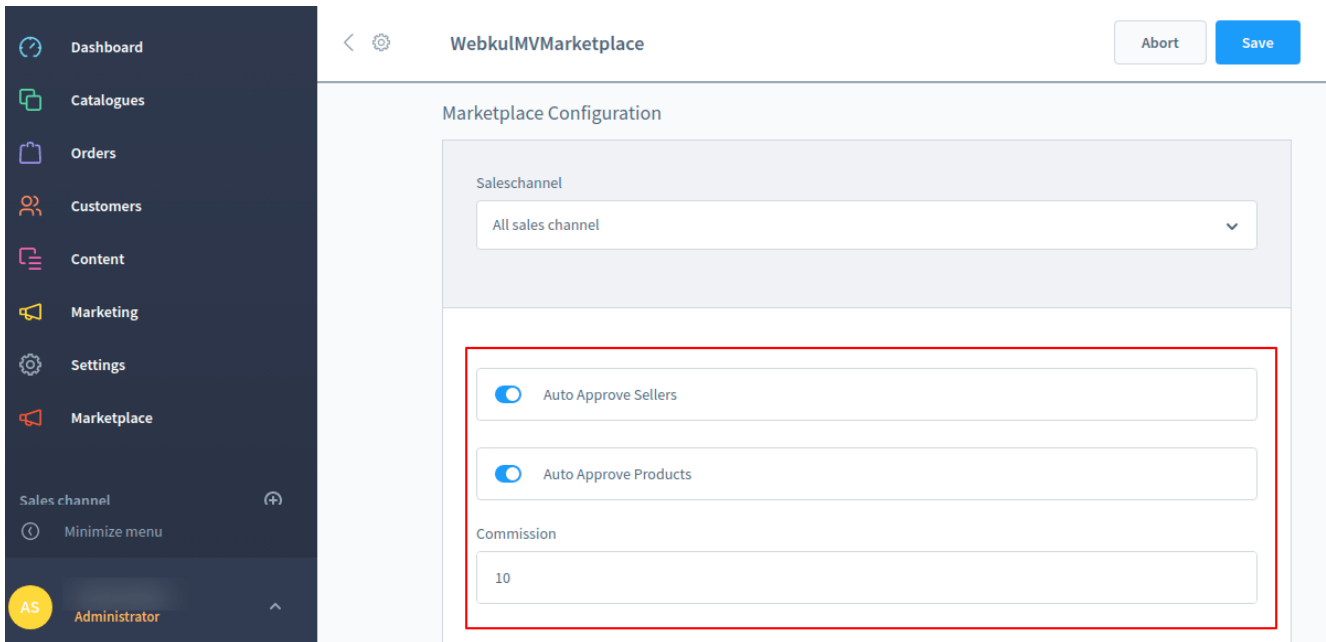 Dashboard
Catalogues
Orders
Customers
Content
Marketing
Settings
Marketplace
Sales channel
Minimize menu
AS
Administrator
WebkulMVMarketplace
Abort
Save
Marketplace Configuration
Saleschannel
All sales channel
Auto Approve Sellers
Auto Approve Products
Commission
10